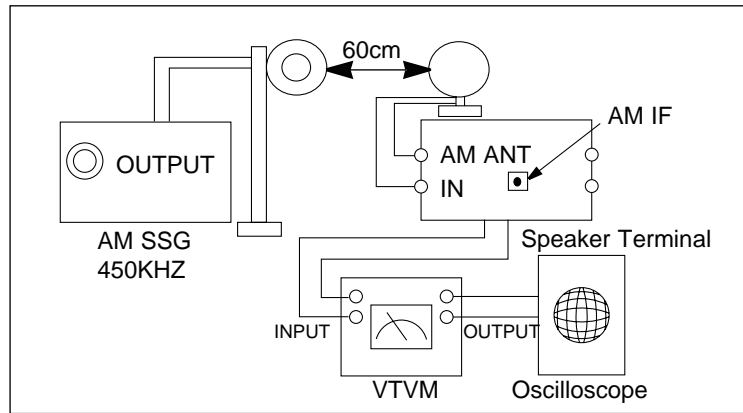 60cm
AM IF
OUTPUT
AM ANT
IN
AM SSG
450KHZ
Speaker Terminal
INPUT
OUTPUT
VTVM
Oscilloscope